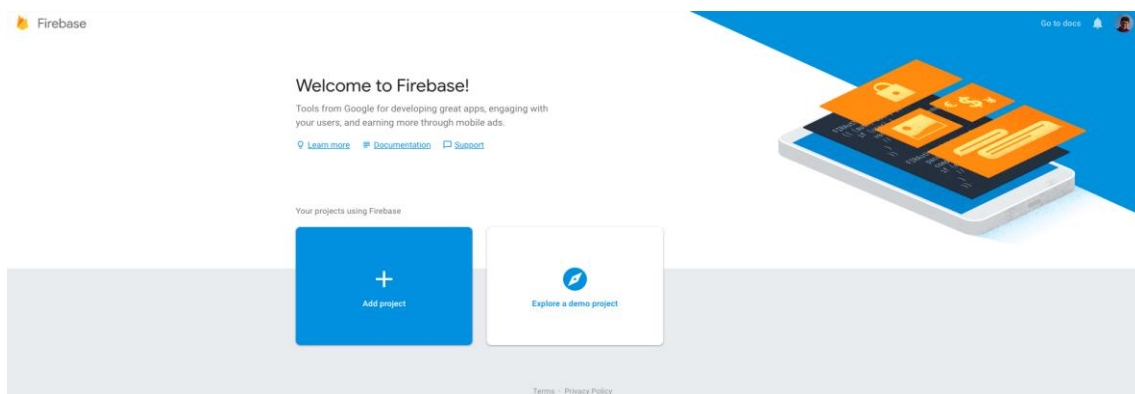 Firebase
Go to docs
Welcome to Firebase!
Tools from Google for developing great apps, engaging with
your users, and earning more through mobile ads.
Learn more Documentation Support
Your projects using Firebase
Add project
Explore a demo project
Terms - Privacy Policy